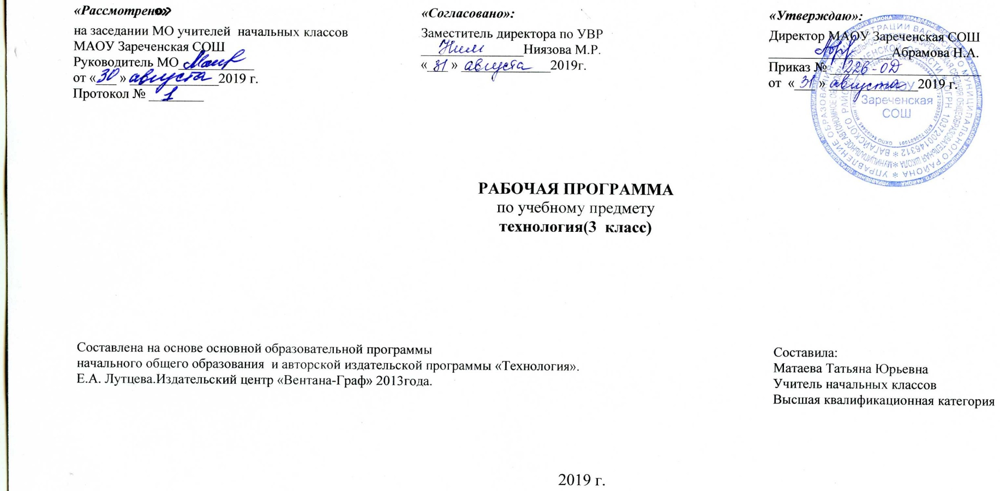 «Рассмотрено»
на заседании МО учителей  начальных классов
МАОУ Зареченская СОШ
Руководитель МО
от «30 » августа 2019 г.
Протокол № 1
«Согласовано»:
Заместитель директора по УВР
Ниязова М.Р.
« 31 » августа 2019г.
«Утверждаю»:
Директор МАОУ Зареченская СОШ
Абрамова Н.А.
Приказ № 226-ОД
от  « 31 » августа 2019 г.
МАОУ
Зареченская
СОШ
РАБОЧАЯ ПРОГРАММА
по учебному предмету
технология(3  класс)
Составлена на основе основной образовательной программы
начального общего образования  и авторской издательской программы «Технология».
Е.А. Лутцева.Издательский центр «Вентана-Граф» 2013года.
Составила:
Матаева Татьяна Юрьевна
Учитель начальных классов
Высшая квалификационная категория
2019 г.